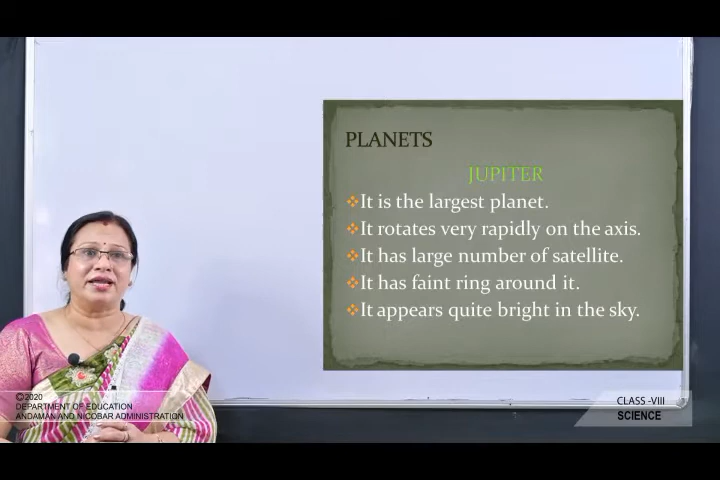 PLANETS
JUPITER
It is the largest planet.
It rotates very rapidly on the axis.
It has large number of satellite.
It has faint ring around it.
It appears quite bright in the sky.
©2020
DEPARTMENT OF EDUCATION
ANDAMAN AND NICOBAR ADMINISTRATION
CLASS -VIII
SCIENCE